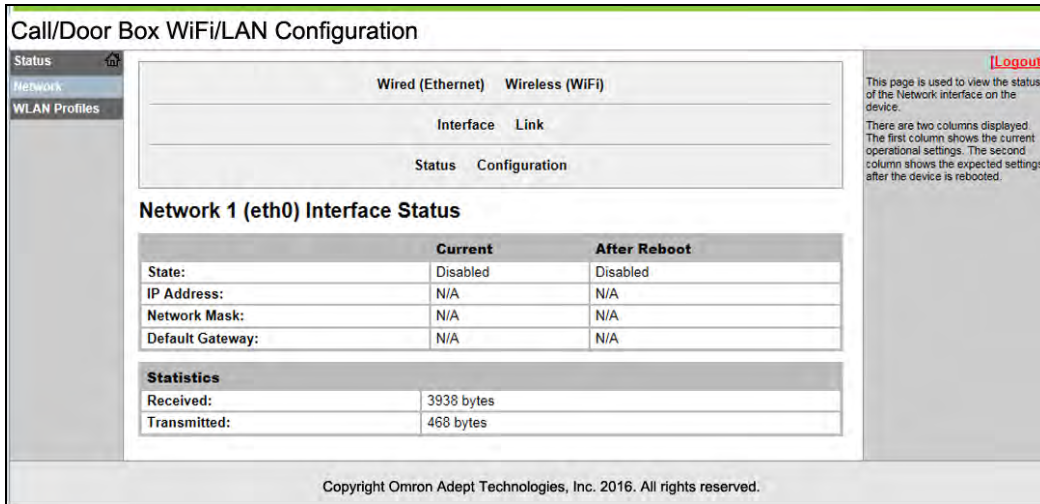 Call/Door Box WiFi/LAN Configuration
Status
Network
WLAN Profiles
Wired (Ethernet) Wireless (WiFi)
Interface Link
Status Configuration
Network 1 (eth0) Interface Status
Current After Reboot
State: Disabled Disabled
IP Address: N/A N/A
Network Mask: N/A N/A
Default Gateway: N/A N/A
Statistics
Received: 3938 bytes
Transmitted: 468 bytes
[Logout
This page is used to view the status
of the Network interface on the
device.
There are two columns displayed.
The first column shows the current
operational settings. The second
column shows the expected settings
after the device is rebooted.
Copyright Omron Adept Technologies, Inc. 2016. All rights reserved.